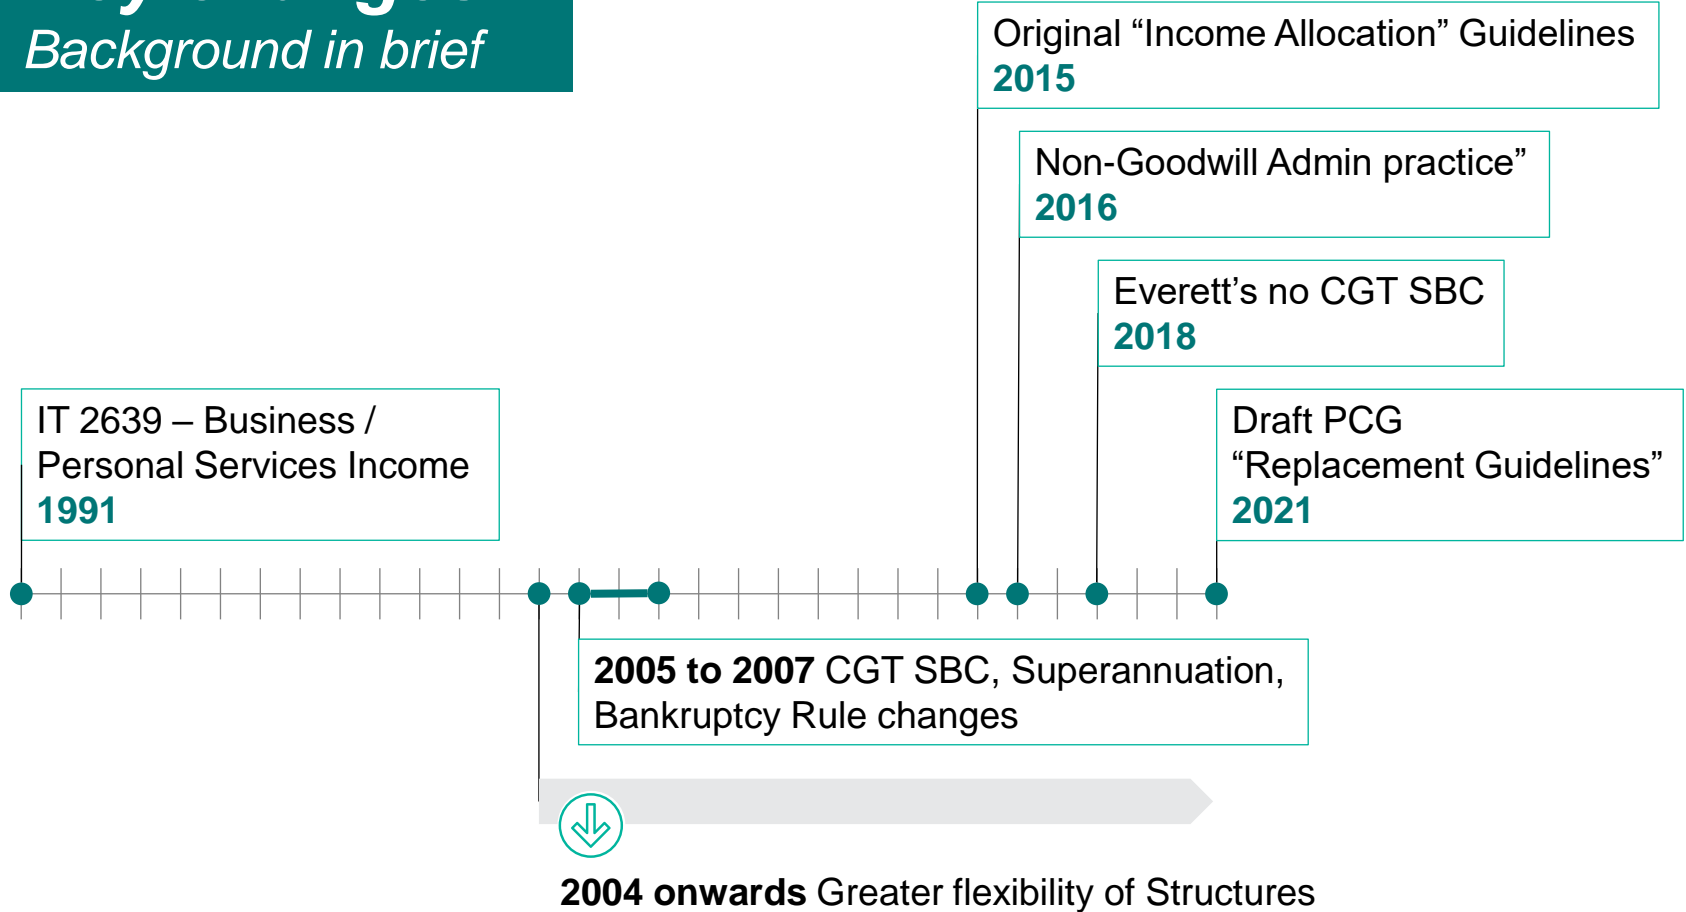 Background in brief
Original “Income Allocation” Guidelines
2015
Non-Goodwill Admin practice”
2016
Everett’s no CGT SBC
2018
IT 2639 – Business /
Personal Services Income
1991
Draft PCG
“Replacement Guidelines”
2021
2005 to 2007 CGT SBC, Superannuation,
Bankruptcy Rule changes
2004 onwards Greater flexibility of Structures